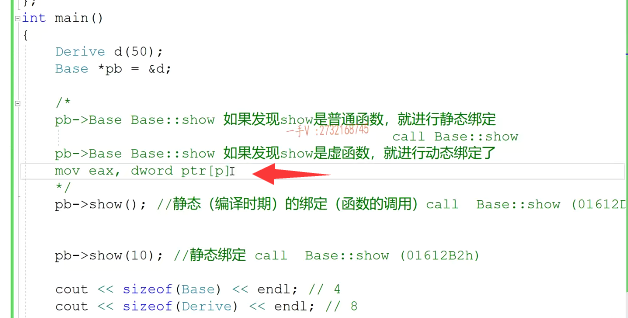 };
int main()
{
Derive d(50);
Base *pb = &d;
/*
pb->Base Base::show 如果发现show是普通函数，就进行静态绑定
call Base::show
pb->Base Base::show 如果发现show是虚函数，就进行动态绑定了
mov eax, dword ptr[p]
*/
pb->show(); //静态（编译时期）的绑定（函数的调用）call Base::show (01612D
pb->show(10); //静态绑定 call Base::show (01612B2h)
cout << sizeof(Base) << endl; // 4
cout << sizeof(Derive) << endl; // 8